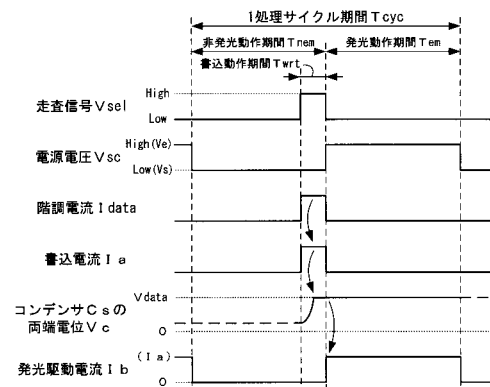 1処理サイクル期間Tcyc
非発光動作期間Tnem
発光動作期間Tem
書込動作期間Twrt
走査信号Vsel
High
Low
電源電圧Vsc
High(Ve)
Low(Vs)
階調電流Idata
書込電流Ia
コンデンサCsの
両端電位Vc
Vdata
0
発光駆動電流Ib
(Ia)
0